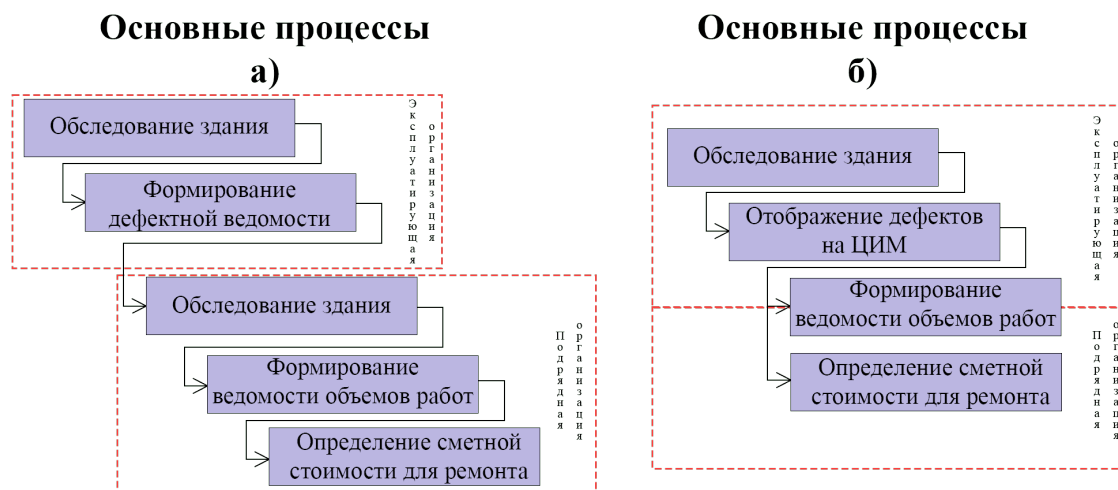 Основные процессы
а)
Обследование здания
Формирование
дефектной ведомости
Эксплуатирующая
организация
Обследование здания
Формирование
ведомости объемов работ
Определение сметной
стоимости для ремонта
Подрядная
организация
Основные процессы
б)
Обследование здания
Отображение дефектов
на ЦИМ
Формирование
ведомости объемов работ
Эксплуатирующая
организация
Определение сметной
стоимости для ремонта
Подрядная
организация